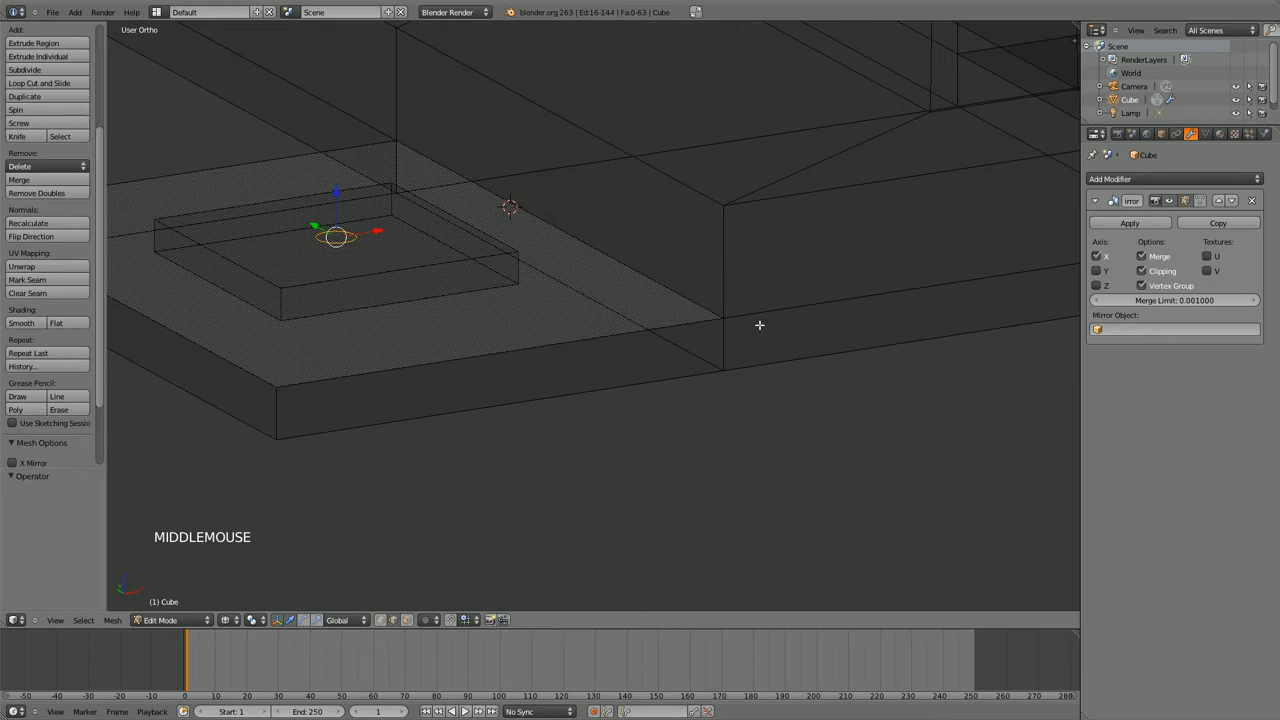 File Add Render Help Default Scene Blender Render blender.org 263 | Ed:16-144 | Fa:0-63 | Cube
View Search All Scenes
Add:
Extrude Region
Extrude Individual
Subdivide
Loop Cut and Slide
Duplicate
Spin
Screw
Knife Select
Remove:
Delete
Merge
Remove Doubles
Normals:
Recalculate
Flip Direction
UV Mapping:
Unwrap
Mark Seam
Clear Seam
Shading:
Smooth Flat
Repeat:
Repeat Last
History...
Grease Pencil:
Draw Line
Poly Erase
Use Sketching Sessio
Mesh Options
X Mirror
Operator
User Ortho
MIDDLEMOUSE
(1) Cube
Scene
RenderLayers
World
Camera
Cube
Lamp
Cube
Add Modifier
irror
Apply Copy
Axis: Options: Textures:
X Merge U
Y Clipping V
Z Vertex Group
Merge Limit: 0.001000
Mirror Object:
View Select Mesh Edit Mode Global
-50 -40 -30 -20 -10 0 10 20 30 40 50 60 70 80 90 100 110 120 130 140 150 160 170 180 190 200 210 220 230 240 250 260 270 280
View Marker Frame Playback Start: 1 End: 250 1 No Sync